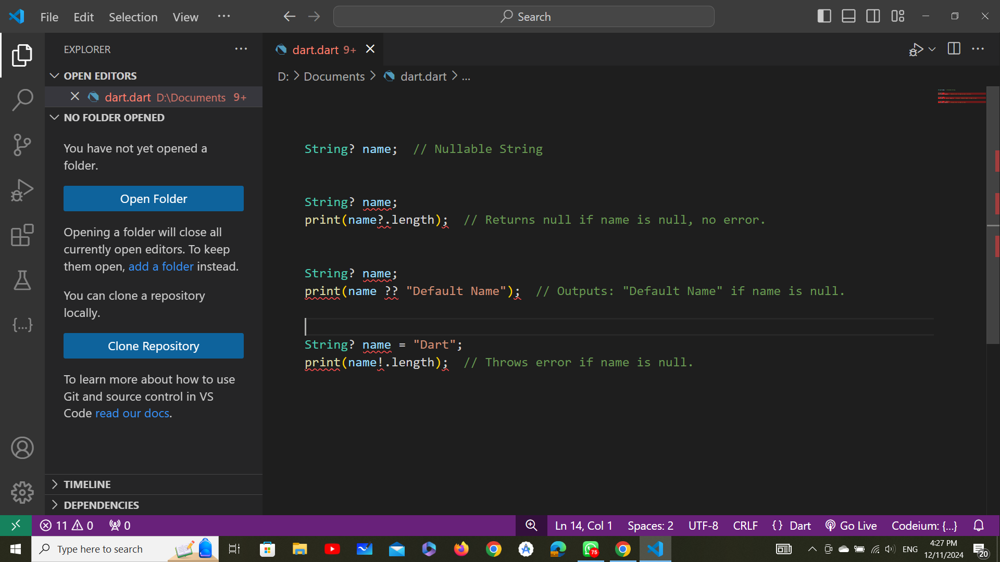 File Edit Selection View ...
Search
EXPLORER ...
OPEN EDITORS
dart.dart D:\Documents 9+
NO FOLDER OPENED
You have not yet opened a
folder.
Open Folder
Opening a folder will close all
currently open editors. To keep
them open, add a folder instead.
You can clone a repository
locally.
Clone Repository
To learn more about how to use
Git and source control in VS
Code read our docs.
TIMELINE
DEPENDENCIES
dart.dart 9+
D: > Documents > dart.dart > ...
String? name;  // Nullable String
String? name;
print(name?.length);  // Returns null if name is null, no error.
String? name;
print(name ?? "Default Name");  // Outputs: "Default Name" if name is null.
String? name = "Dart";
print(name!.length);  // Throws error if name is null.
11 0 0 Ln 14, Col 1 Spaces: 2 UTF-8 CRLF {} Dart Go Live Codeium: {...}
Type here to search
75
ENG
4:27 PM
12/11/2024
20